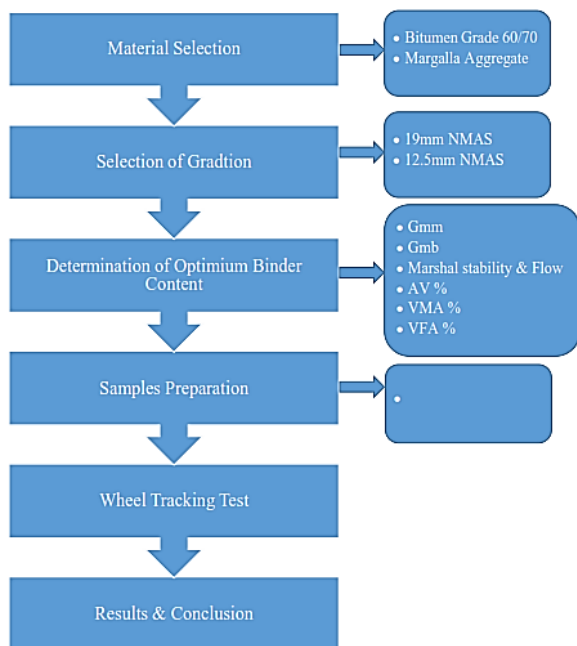 Material Selection
• Bitumen Grade 60/70
• Margalla Aggregate
Selection of Gradtion
• 19mm NMAS
• 12.5mm NMAS
Determination of Optimium Binder
Content
• Gmm
• Gmb
• Marshal stability & Flow
• AV %
• VMA %
• VFA %
Samples Preparation
•
Wheel Tracking Test
Results & Conclusion